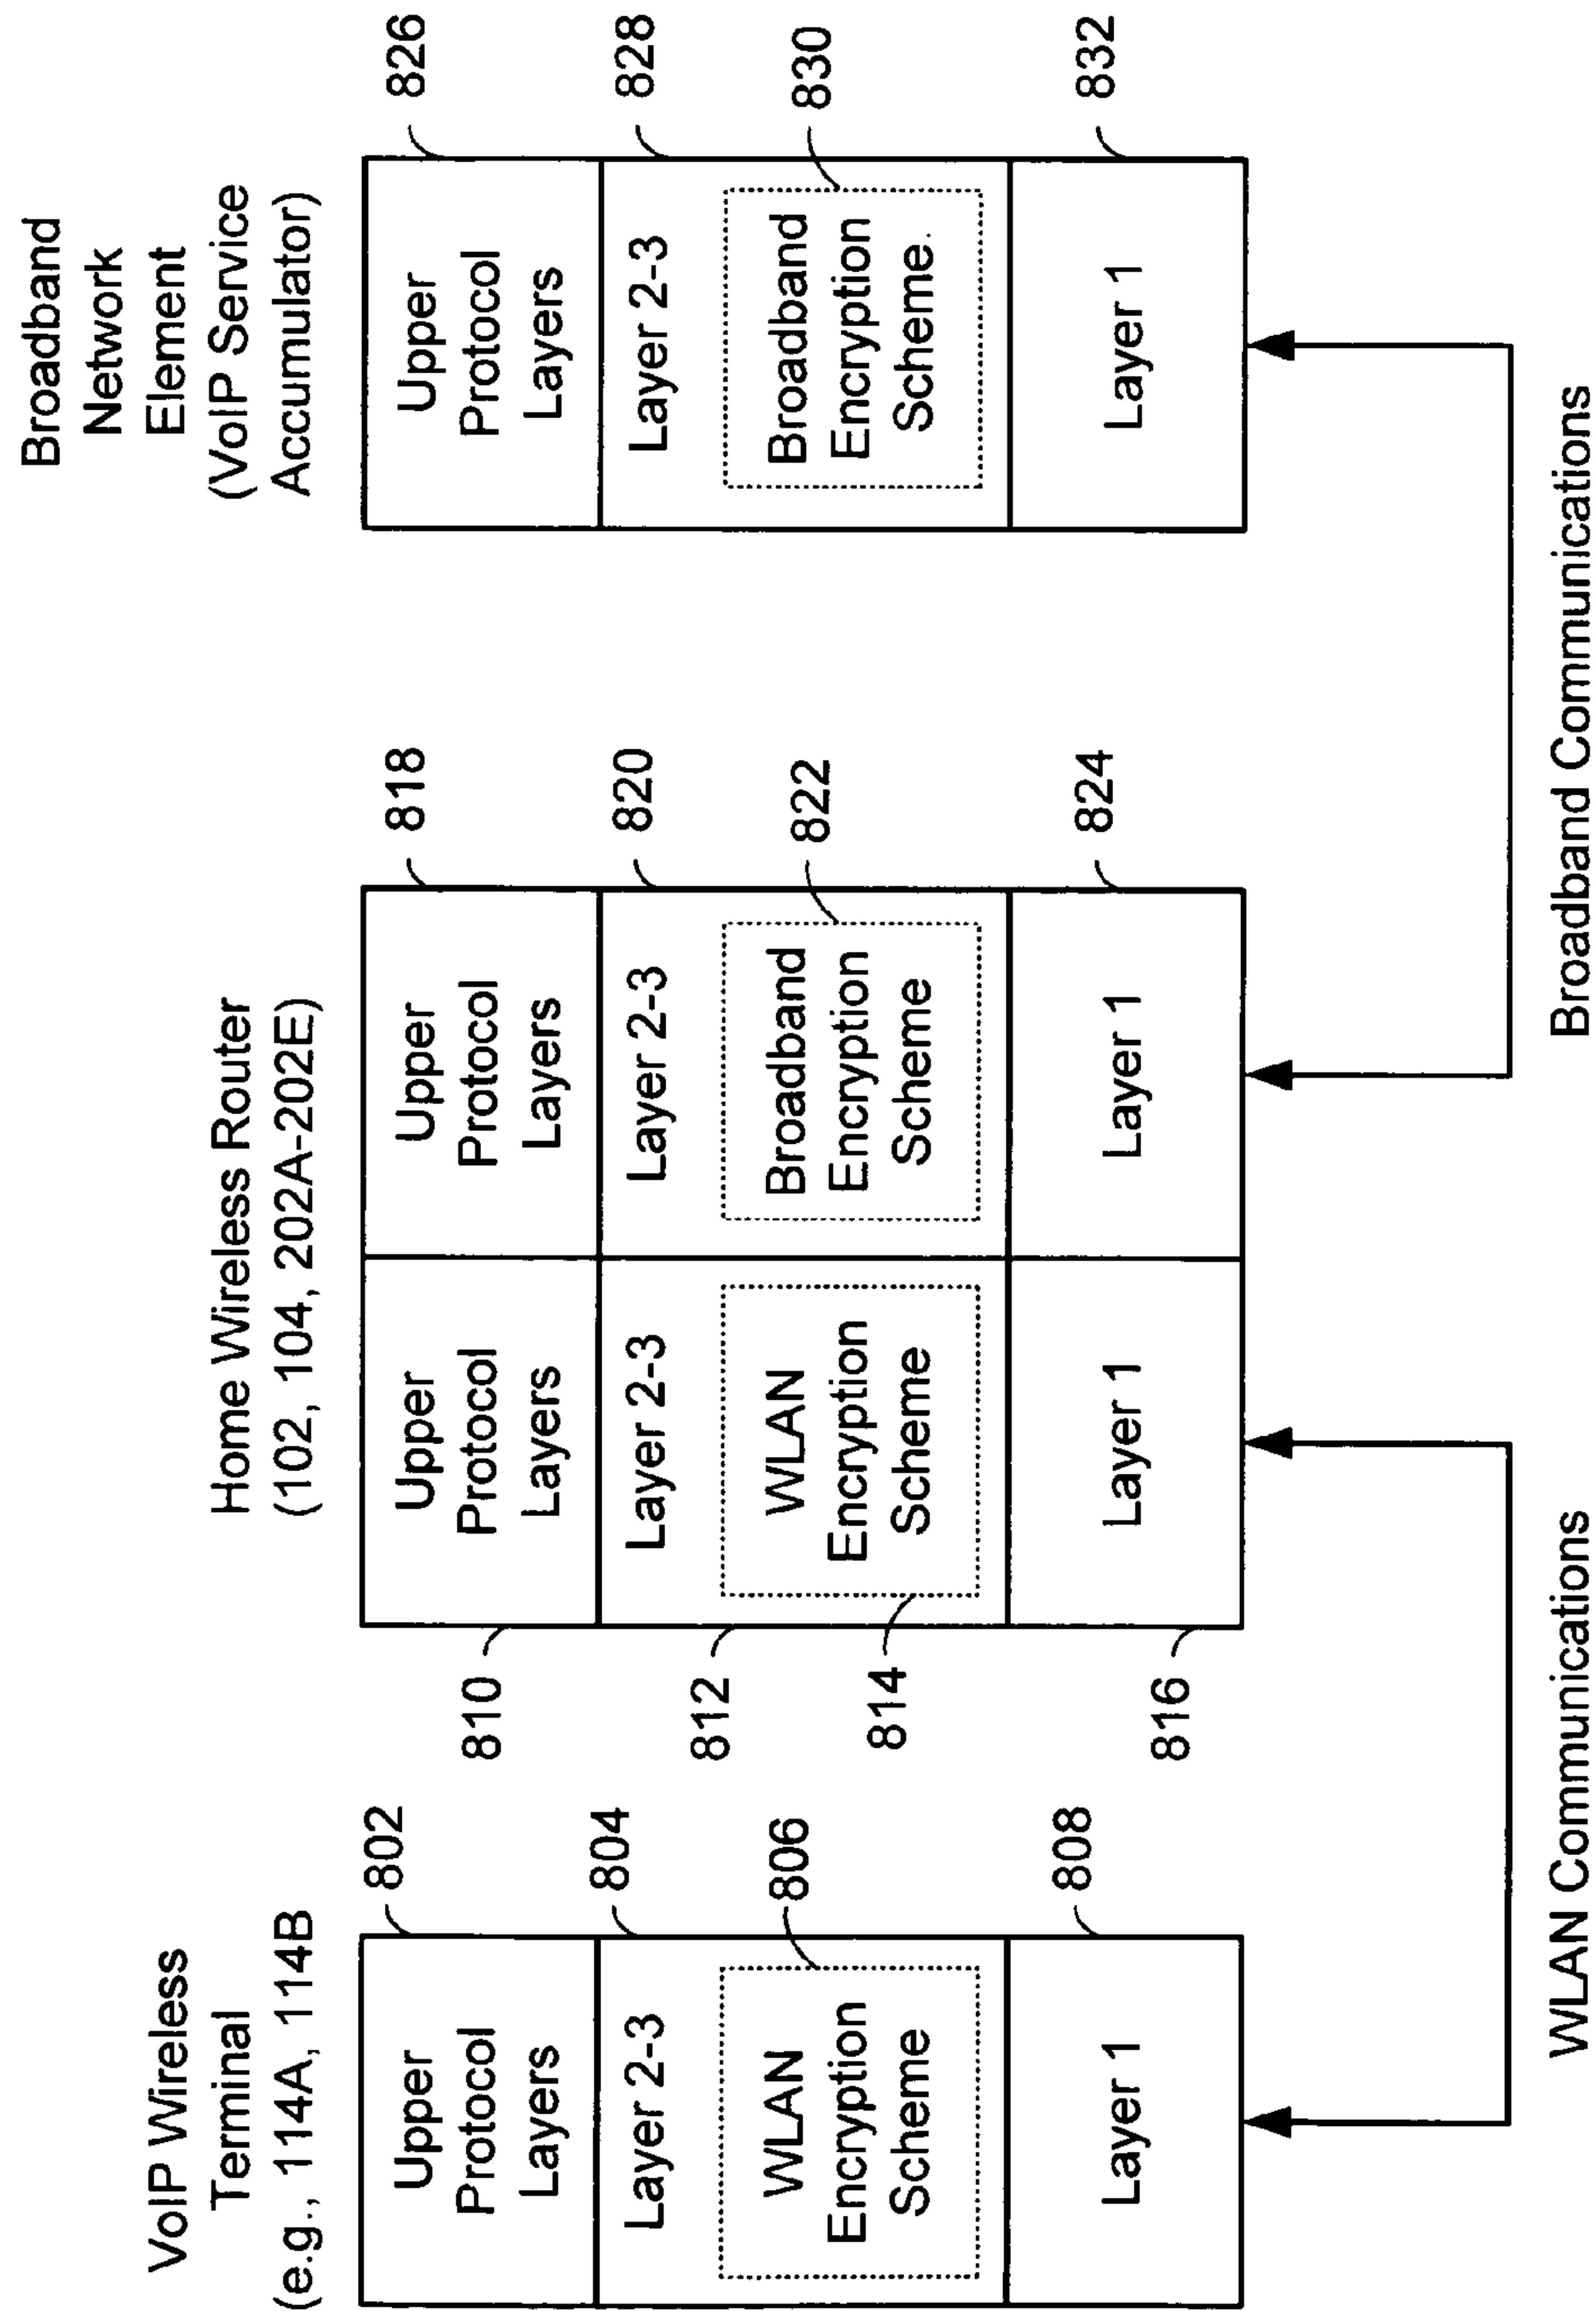 VoIP Wireless
Terminal
(e.g., 114A, 114B
Upper
Protocol
Layers
802
Layer 2-3
804
WLAN
Encryption
Scheme
806
Layer 1
808
Home Wireless Router
(102, 104, 202A-202E)
810
Upper
Protocol
Layers
812
Layer 2-3
814
WLAN
Encryption
Scheme
816
Layer 1
Upper
Protocol
Layers
818
Layer 2-3
820
Broadband
Encryption
Scheme
822
Layer 1
824
Broadband
Network
Element
(VoIP Service
Accumulator)
Upper
Protocol
Layers
826
Layer 2-3
828
Broadband
Encryption
Scheme.
830
Layer 1
832
WLAN Communications
Broadband Communications